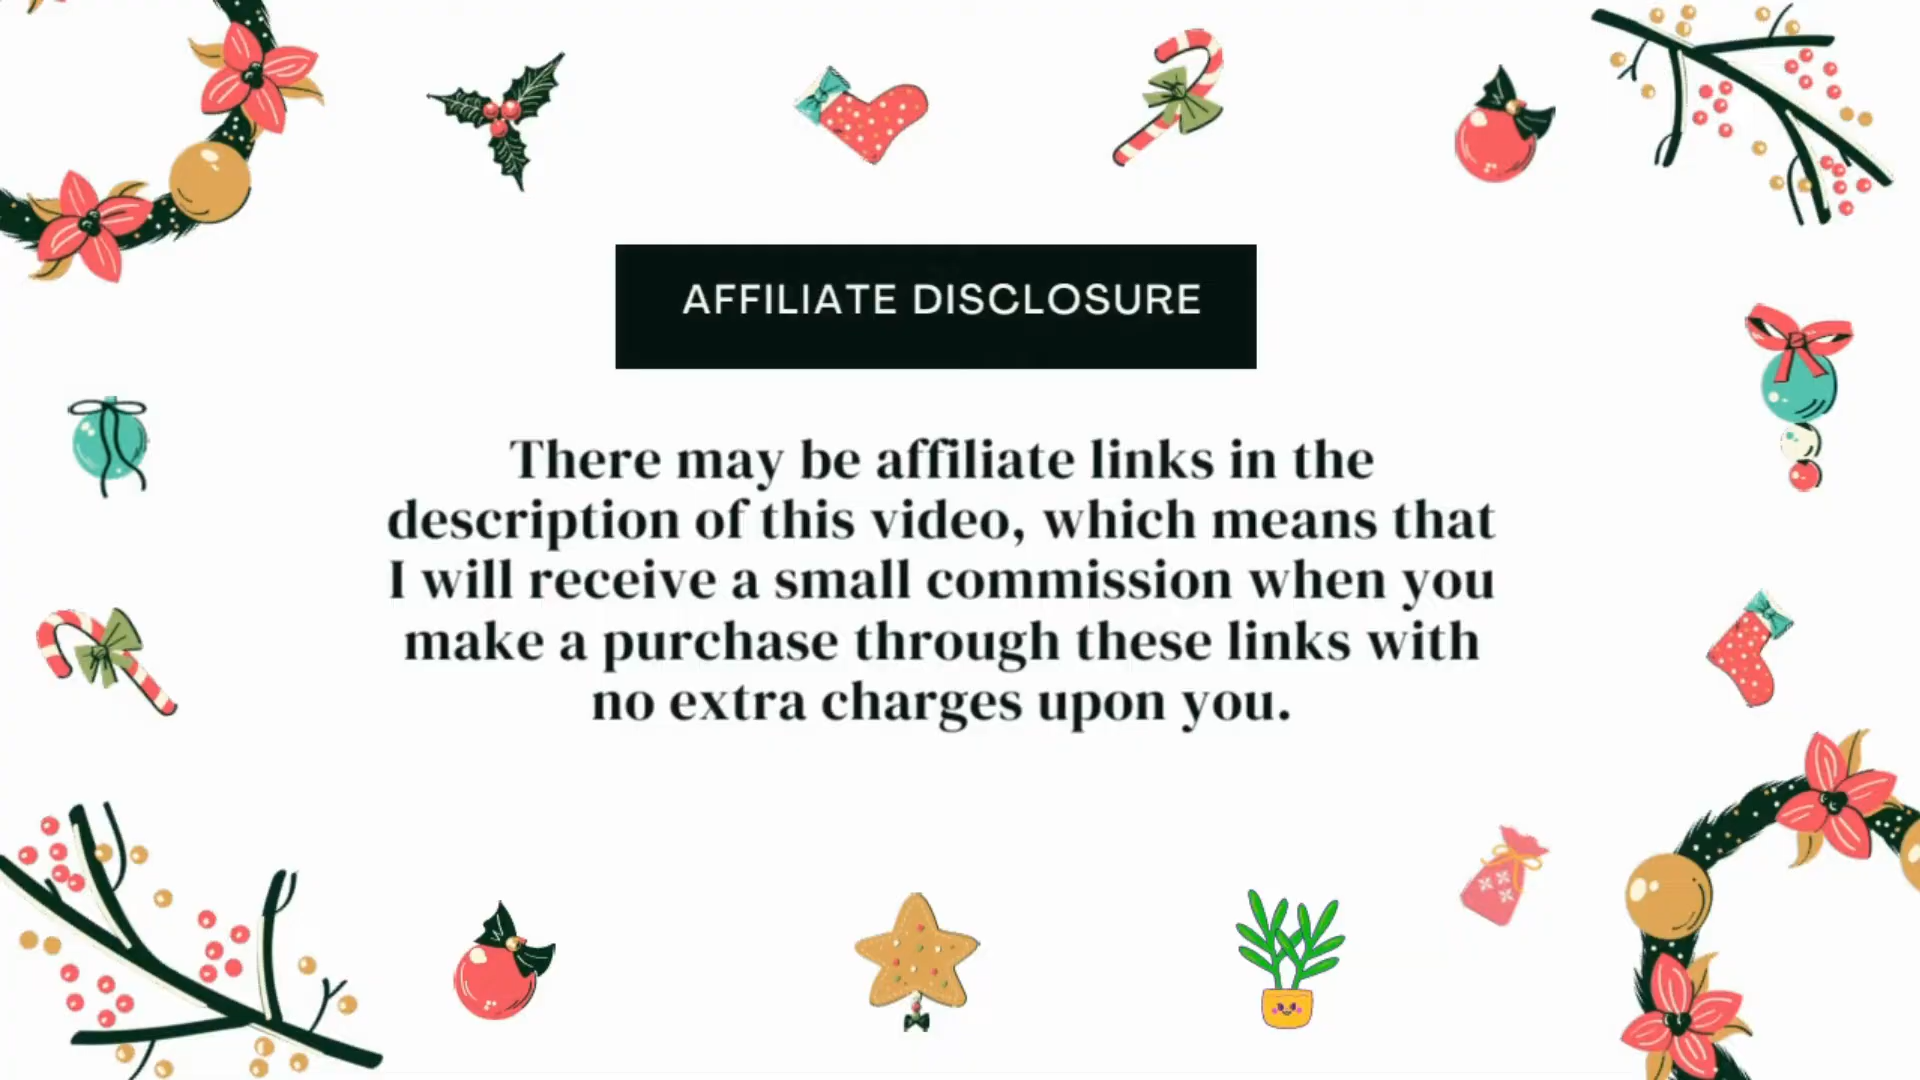 AFFILIATE DISCLOSURE
There may be affiliate links in the
description of this video, which means that
I will receive a small commission when you
make a purchase through these links with
no extra charges upon you.